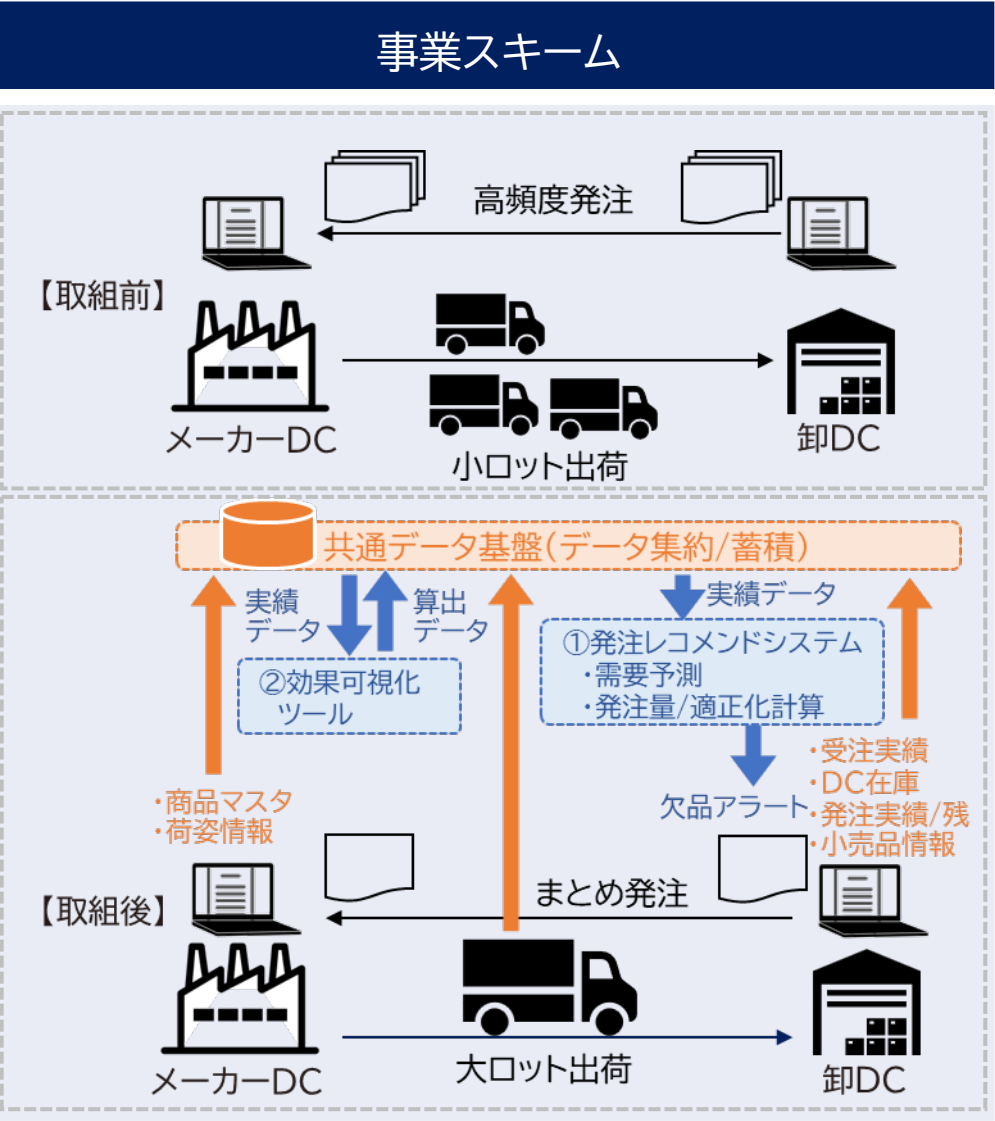 事業スキーム
高頻度発注
【取組前】
メーカーDC
卸DC
小ロット出荷
共通データ基盤(データ集約/蓄積)
実績
データ
算出
データ
実績データ
②効果可視化
ツール
①発注レコメンドシステム
・需要予測
・発注量/適正化計算
・商品マスタ
・荷姿情報
欠品アラート
・受注実績
・DC在庫
・発注実績/残
・小売品情報
【取組後】
まとめ発注
メーカーDC
大ロット出荷
卸DC